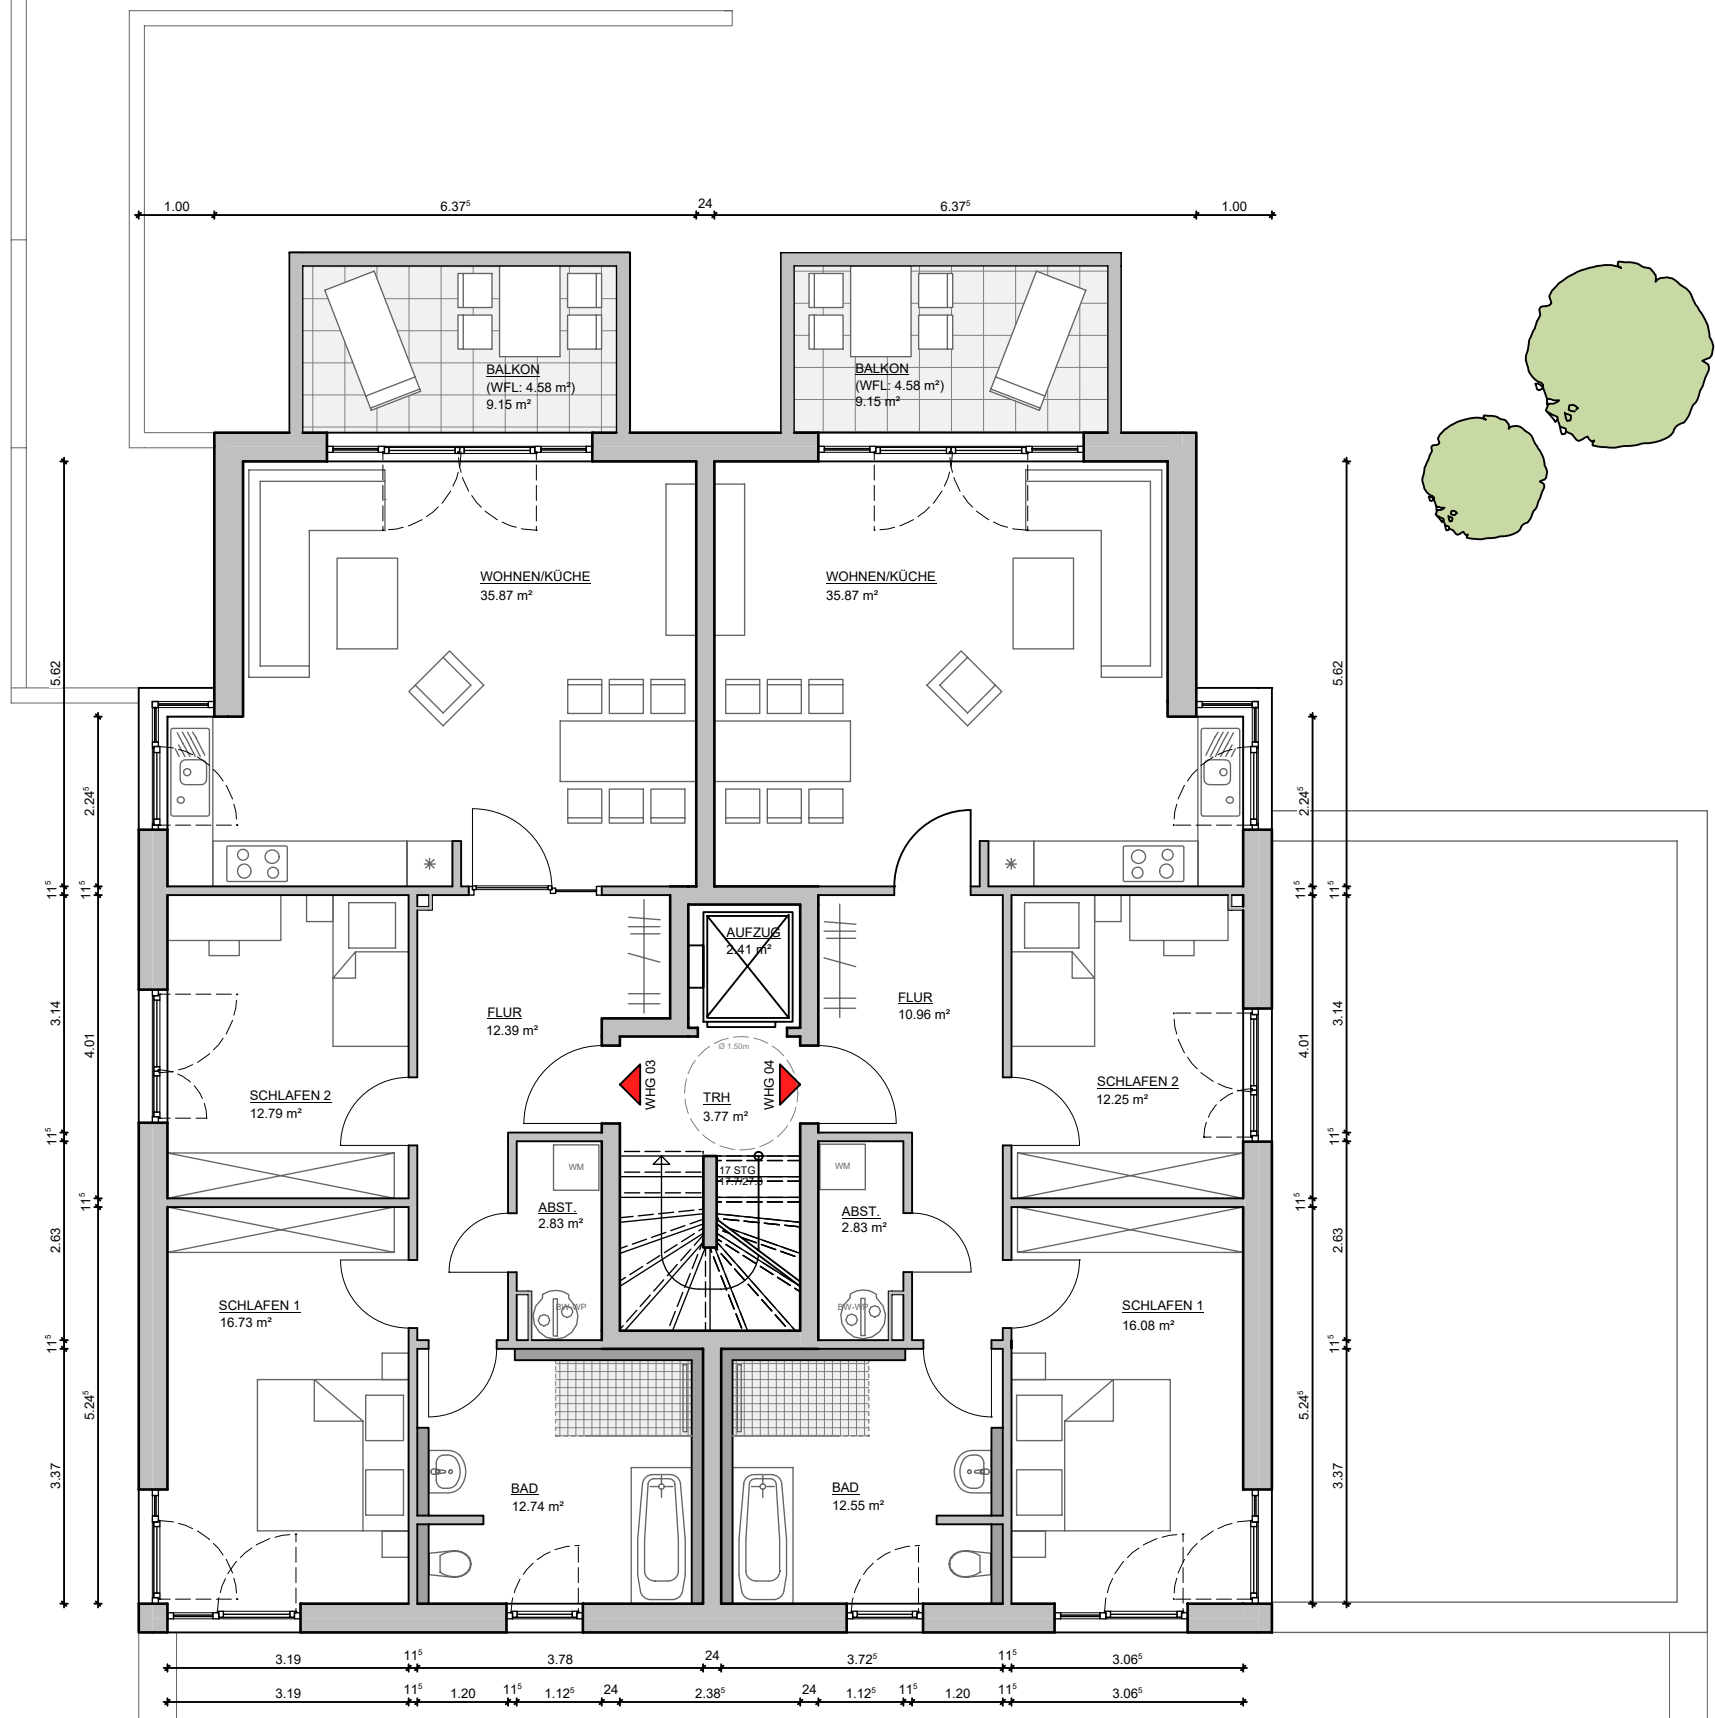 1.00
6.37⁵
24
6.37⁵
1.00
BALKON
(WFL: 4.58 m²)
9.15 m²
BALKON
(WFL: 4.58 m²)
9.15 m²
WOHNEN/KÜCHE
35.87 m²
WOHNEN/KÜCHE
35.87 m²
5.62
2.24⁵
11⁵
11⁵
3.14
4.01
11⁵
11⁵
2.63
11⁵
5.24⁵
3.37
5.62
2.24⁵
11⁵
11⁵
3.14
4.01
11⁵
11⁵
2.63
11⁵
5.24⁵
3.37
AUFZUG
2.41 m²
FLUR
12.39 m²
FLUR
10.96 m²
Ø 1.50m
WHG 03
WHG 04
TRH
3.77 m²
SCHLAFEN 2
12.79 m²
SCHLAFEN 2
12.25 m²
WM
17 STG
17.7/27.5
WM
ABST.
2.83 m²
ABST.
2.83 m²
SCHLAFEN 1
16.73 m²
BW-WP
BW-WP
SCHLAFEN 1
16.08 m²
BAD
12.74 m²
BAD
12.55 m²
3.19
11⁵
3.78
24
3.72⁵
11⁵
3.06⁵
3.19
11⁵
1.20
11⁵
1.12⁵
24
2.38⁵
24
1.12⁵
11⁵
1.20
11⁵
3.06⁵